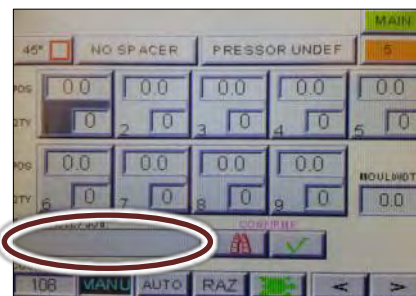 MAIN
45° NO SPACER PRESSOR UNDEF 5
POS 0.0 0.0 0.0 0.0 0.0
QTY 0 2 0 3 0 4 0 5 0
POS 0.0 0.0 0.0 0.0
QTY 6 0 7 0 8 0 9 0
MOULWDT
0.0
CONFIRM
108 MANU AUTO RAZ < >